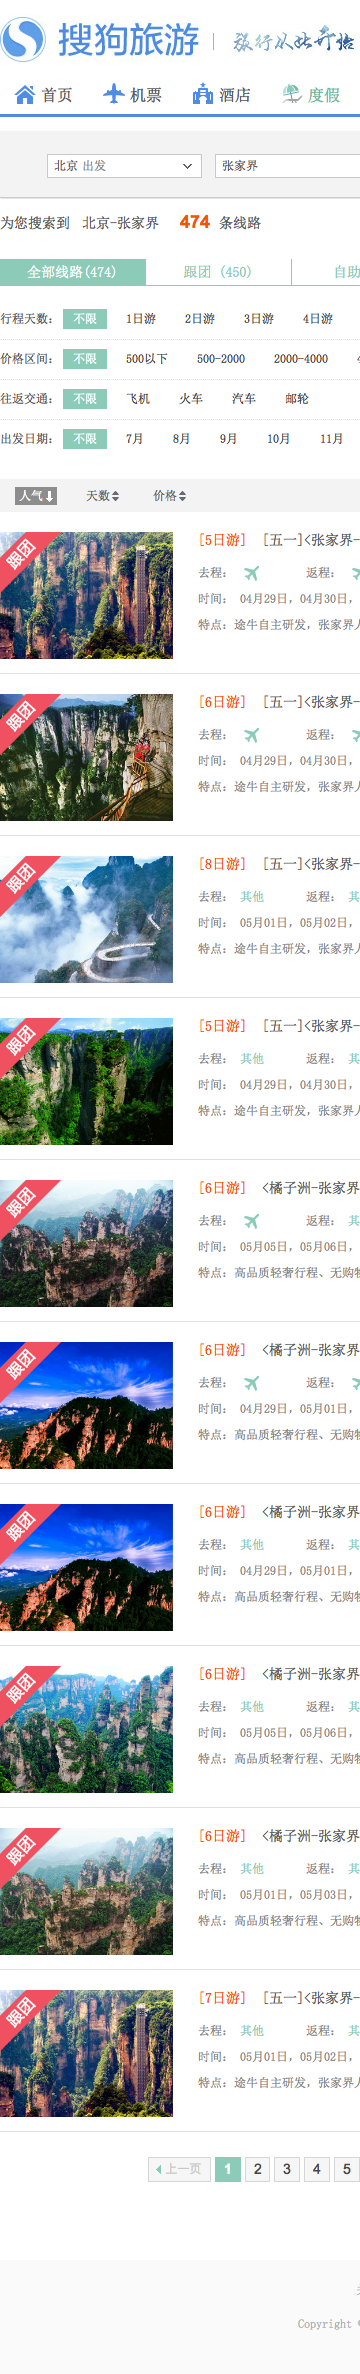 搜狗旅游 | 旅行从此开始
首页 机票 酒店 度假
北京 出发 张家界
为您搜索到 北京-张家界 474 条线路
全部线路(474) 跟团 (450) 自助
行程天数: 不限 1日游 2日游 3日游 4日游
价格区间: 不限 500以下 500-2000 2000-4000
往返交通: 不限 飞机 火车 汽车 邮轮
出发日期: 不限 7月 8月 9月 10月 11月
人气 天数 价格
跟团
[5日游] [五一]<张家界-
去程: 返程:
时间: 04月29日, 04月30日,
特点: 途牛自主研发, 张家界人
跟团
[6日游] [五一]<张家界-
去程: 返程:
时间: 04月29日, 04月30日,
特点: 途牛自主研发, 张家界人
跟团
[8日游] [五一]<张家界-
去程: 其他 返程: 其
时间: 05月01日, 05月02日,
特点: 途牛自主研发, 张家界人
跟团
[5日游] [五一]<张家界-
去程: 其他 返程: 其
时间: 04月29日, 04月30日,
特点: 途牛自主研发, 张家界人
跟团
[6日游] <橘子洲-张家界
去程: 返程: 其
时间: 05月05日, 05月06日,
特点: 高品质轻奢行程、无购物
跟团
[6日游] <橘子洲-张家界
去程: 返程:
时间: 04月29日, 05月01日,
特点: 高品质轻奢行程、无购物
跟团
[6日游] <橘子洲-张家界
去程: 其他 返程: 其
时间: 04月29日, 05月01日,
特点: 高品质轻奢行程、无购物
跟团
[6日游] <橘子洲-张家界
去程: 其他 返程: 其
时间: 05月05日, 05月06日,
特点: 高品质轻奢行程、无购物
跟团
[6日游] <橘子洲-张家界
去程: 其他 返程: 其
时间: 05月01日, 05月03日,
特点: 高品质轻奢行程、无购物
跟团
[7日游] [五一]<张家界-
去程: 其他 返程: 其
时间: 05月01日, 05月02日,
特点: 途牛自主研发, 张家界人
上一页 1 2 3 4 5
Copyright